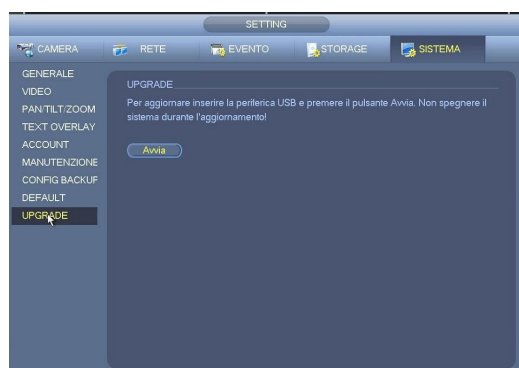 SETTING
CAMERA RETE EVENTO STORAGE SISTEMA
GENERALE
VIDEO
PAN/TILT/ZOOM
TEXT OVERLAY
ACCOUNT
MANUTENZIONE
CONFIG BACKUP
DEFAULT
UPGRADE
UPGRADE
Per aggiornare inserire la periferica USB e premere il pulsante Avvia. Non spegnere il
sistema durante l'aggiornamento!
Avvia